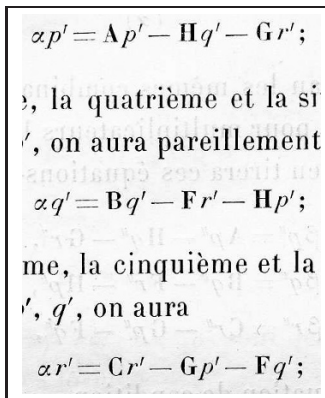 αp′ = Ap′ − Hq′ − Gr′;
, la quatrième et la si
′, on aura pareillement
αq′ = Bq′ − Fr′ − Hp′;
me, la cinquième et la
′, q′, on aura
αr′ = Cr′ − Gp′ − Fq′;